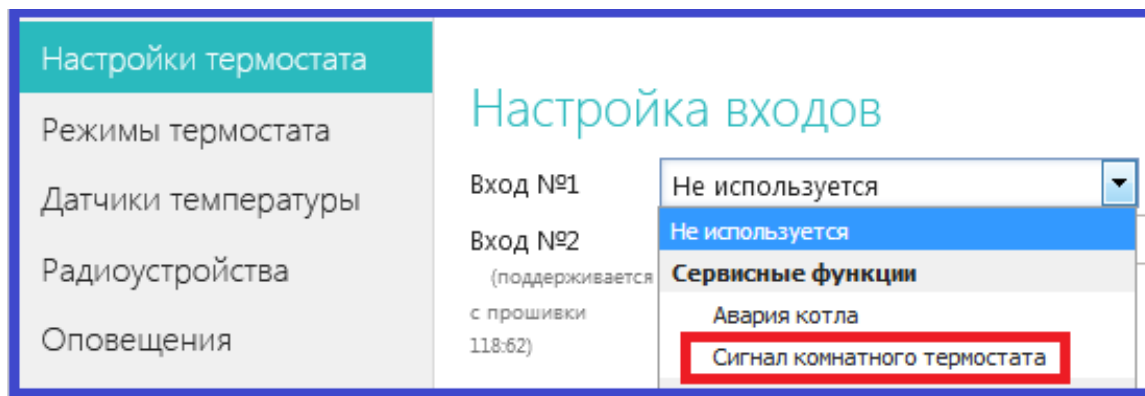 Настройки термостата
Режимы термостата
Датчики температуры
Радиоустройства
Оповещения
Настройка входов
Вход №1
Не используется
Вход №2
(поддерживается
с прошивки
118:62)
Не используется
Сервисные функции
Авария котла
Сигнал комнатного термостата